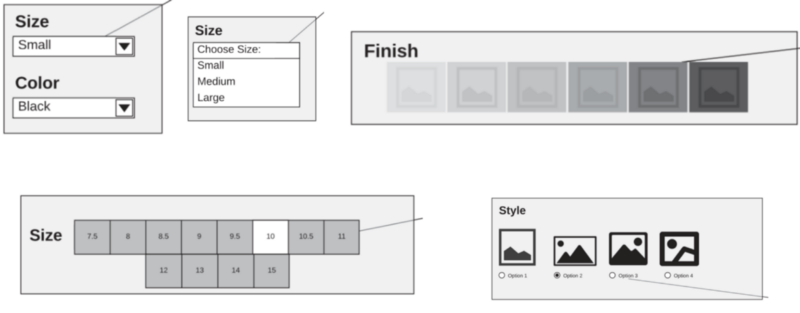 Size
Small
Color
Black
Size
Choose Size:
Small
Medium
Large
Finish
Size
7.5 8 8.5 9 9.5 10 10.5 11
12 13 14 15
Style
Option 1 Option 2 Option 3 Option 4